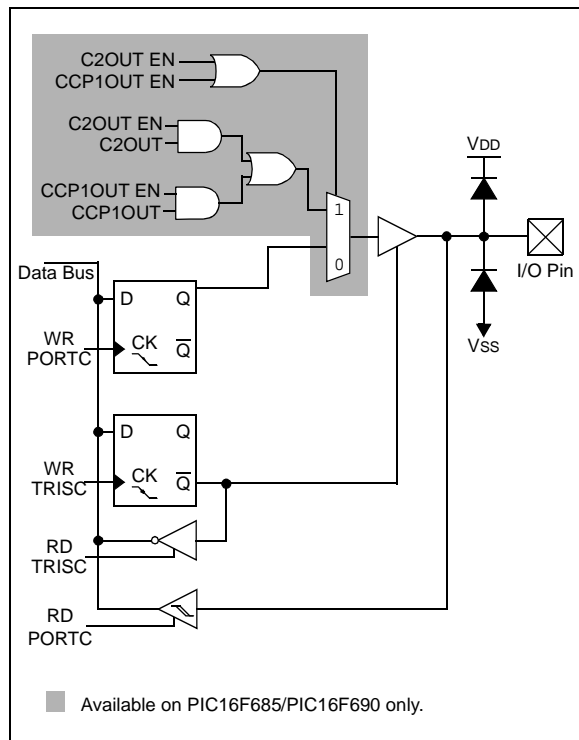 C2OUT EN
CCP1OUT EN
C2OUT EN
C2OUT
CCP1OUT EN
CCP1OUT
1
0
VDD
I/O Pin
VSS
Data Bus
D Q
WR
PORTC
CK Q
D Q
WR
TRISC
CK Q
RD
TRISC
RD
PORTC
Available on PIC16F685/PIC16F690 only.